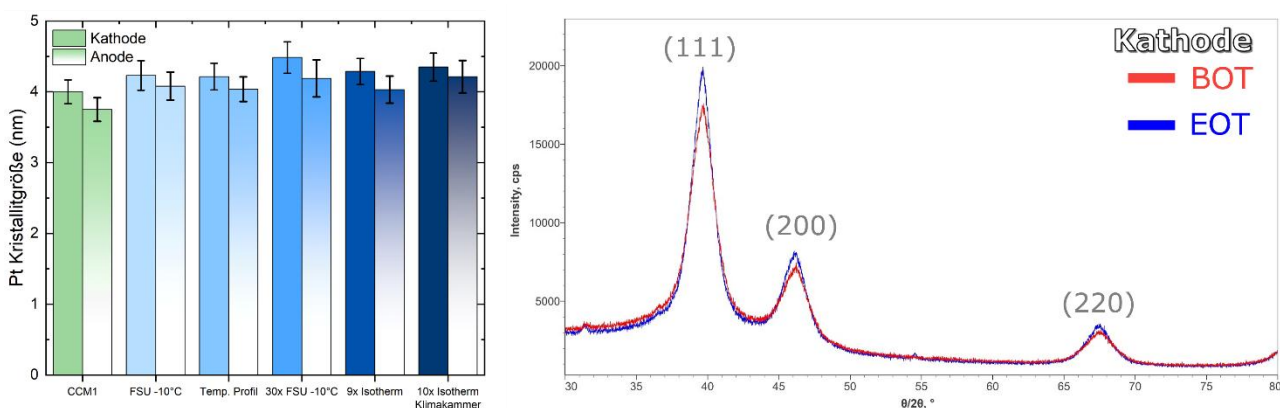 Pt Kristallitgröße (nm)
5
4
3
2
1
0
Kathode
Anode
CCM1
FSU -10°C
Temp. Profil
30x FSU -10°C
9x Isotherm
10x Isotherm
Klimakammer
Intensity, cps
20000
15000
10000
5000
(111)
(200)
(220)
Kathode
BOT
EOT
30
35
40
45
50
55
60
65
70
75
80
θ/2θ, °